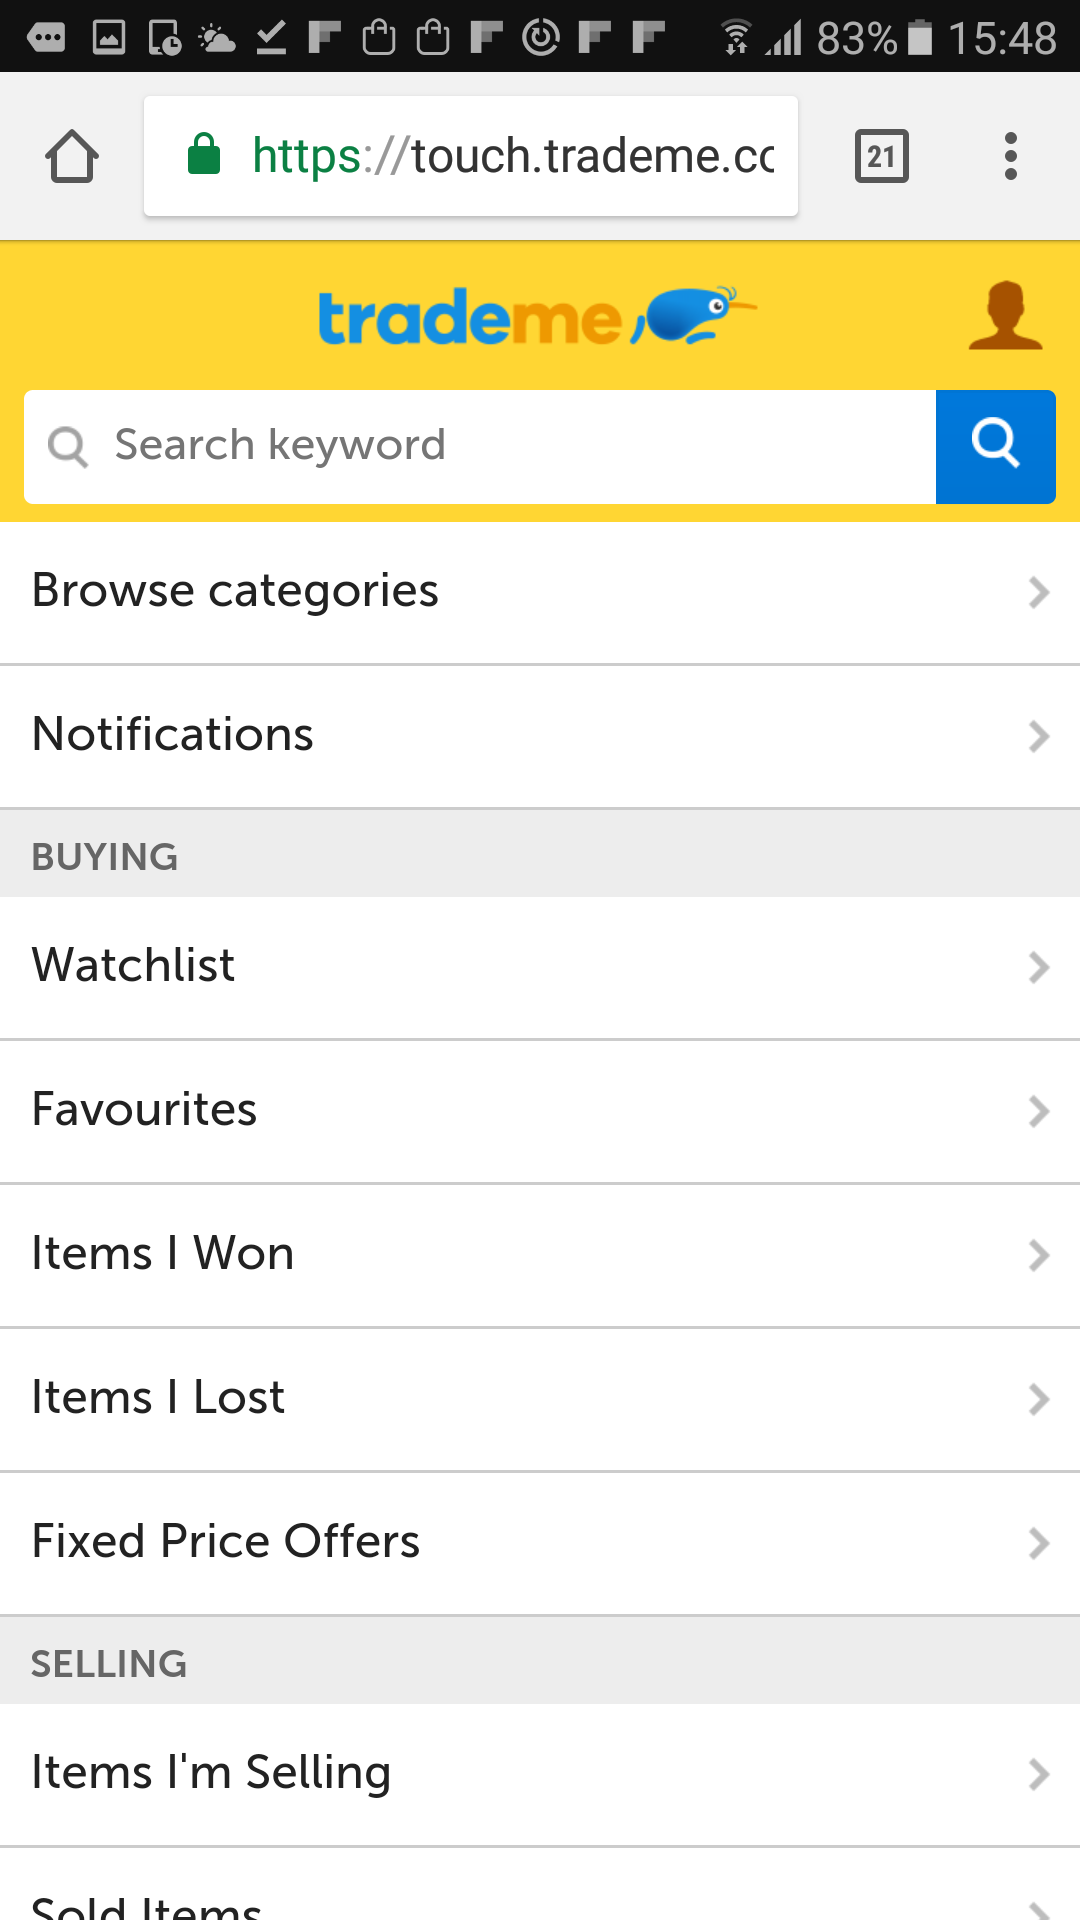 83% 15:48
https://touch.trademe.cc
21
trademe
Search keyword
Browse categories
Notifications
BUYING
Watchlist
Favourites
Items I Won
Items I Lost
Fixed Price Offers
SELLING
Items I'm Selling
Sold Items